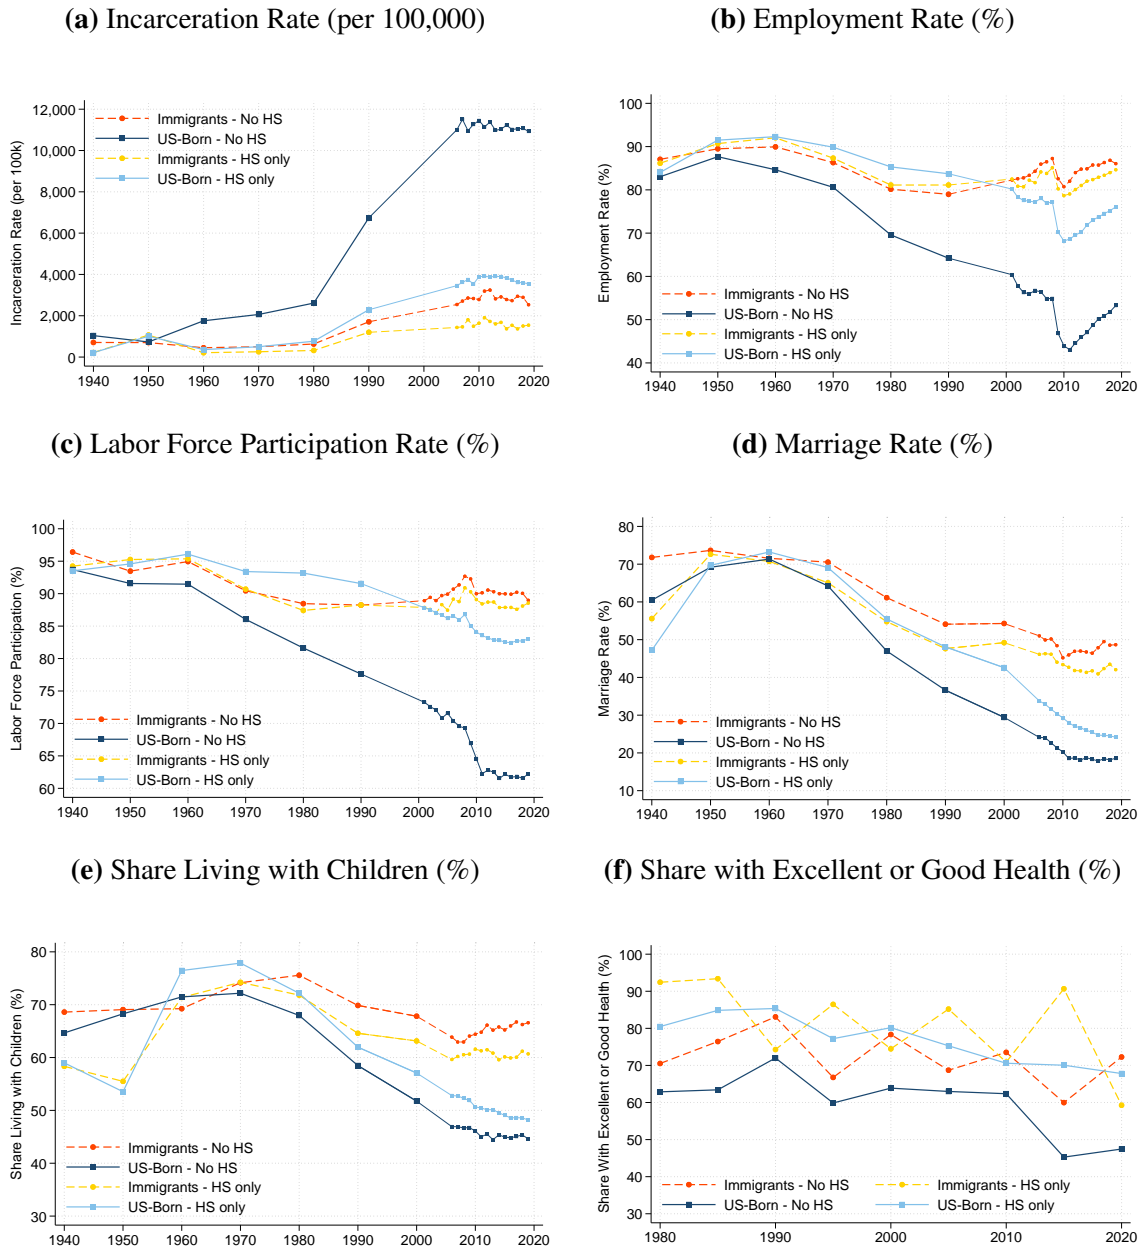 (a) Incarceration Rate (per 100,000)
Incarceration Rate (per 100k)
12,000
10,000
8,000
6,000
4,000
2,000
0
Immigrants - No HS
US-Born - No HS
Immigrants - HS only
US-Born - HS only
1940 1950 1960 1970 1980 1990 2000 2010 2020
(b) Employment Rate (%)
Employment Rate (%)
100
90
80
70
60
50
40
Immigrants - No HS
US-Born - No HS
Immigrants - HS only
US-Born - HS only
1940 1950 1960 1970 1980 1990 2000 2010 2020
(c) Labor Force Participation Rate (%)
Labor Force Participation (%)
100
95
90
85
80
75
70
65
60
Immigrants - No HS
US-Born - No HS
Immigrants - HS only
US-Born - HS only
1940 1950 1960 1970 1980 1990 2000 2010 2020
(d) Marriage Rate (%)
Marriage Rate (%)
80
70
60
50
40
30
20
10
Immigrants - No HS
US-Born - No HS
Immigrants - HS only
US-Born - HS only
1940 1950 1960 1970 1980 1990 2000 2010 2020
(e) Share Living with Children (%)
Share Living with Children (%)
80
70
60
50
40
30
Immigrants - No HS
US-Born - No HS
Immigrants - HS only
US-Born - HS only
1940 1950 1960 1970 1980 1990 2000 2010 2020
(f) Share with Excellent or Good Health (%)
Share With Excellent or Good Health (%)
100
90
80
70
60
50
40
30
Immigrants - No HS Immigrants - HS only
US-Born - No HS US-Born - HS only
1980 1990 2000 2010 2020